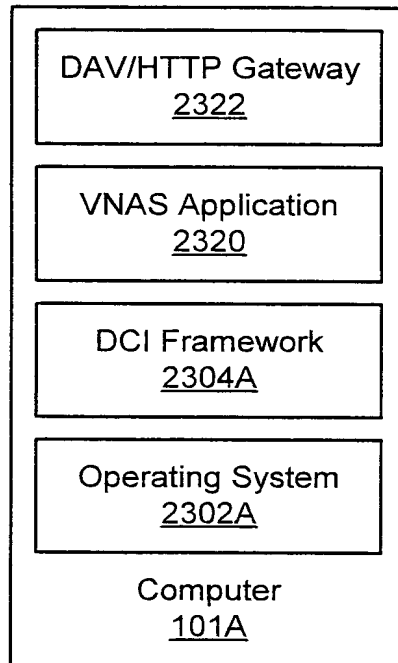 DAV/HTTP Gateway
2322
VNAS Application
2320
DCI Framework
2304A
Operating System
2302A
Computer
101A